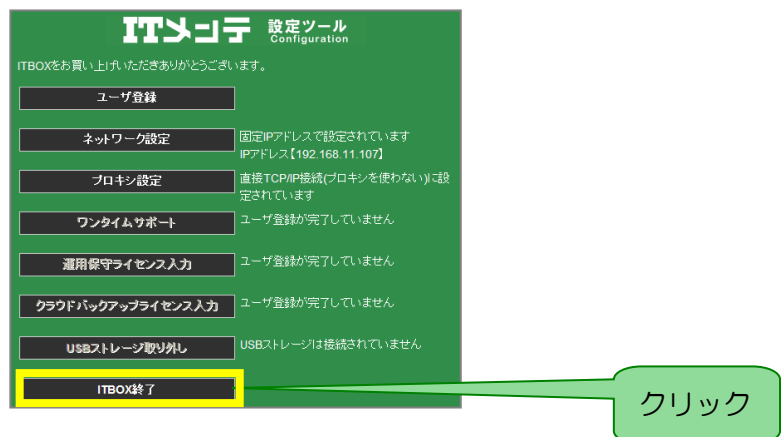 ITメンテ 設定ツール
Configuration
ITBOXをお買い上げいただきありがとうございます。
ユーザ登録
ネットワーク設定
固定IPアドレスで設定されています
IPアドレス【192.168.11.107】
プロキシ設定
直接TCP/IP接続(プロキシを使わない)に設
定されています
ワンタイムサポート
ユーザ登録が完了していません
運用保守ライセンス入力
ユーザ登録が完了していません
クラウドバックアップライセンス入力
ユーザ登録が完了していません
USBストレージ取り外し
USBストレージは接続されていません
ITBOX終了
クリック